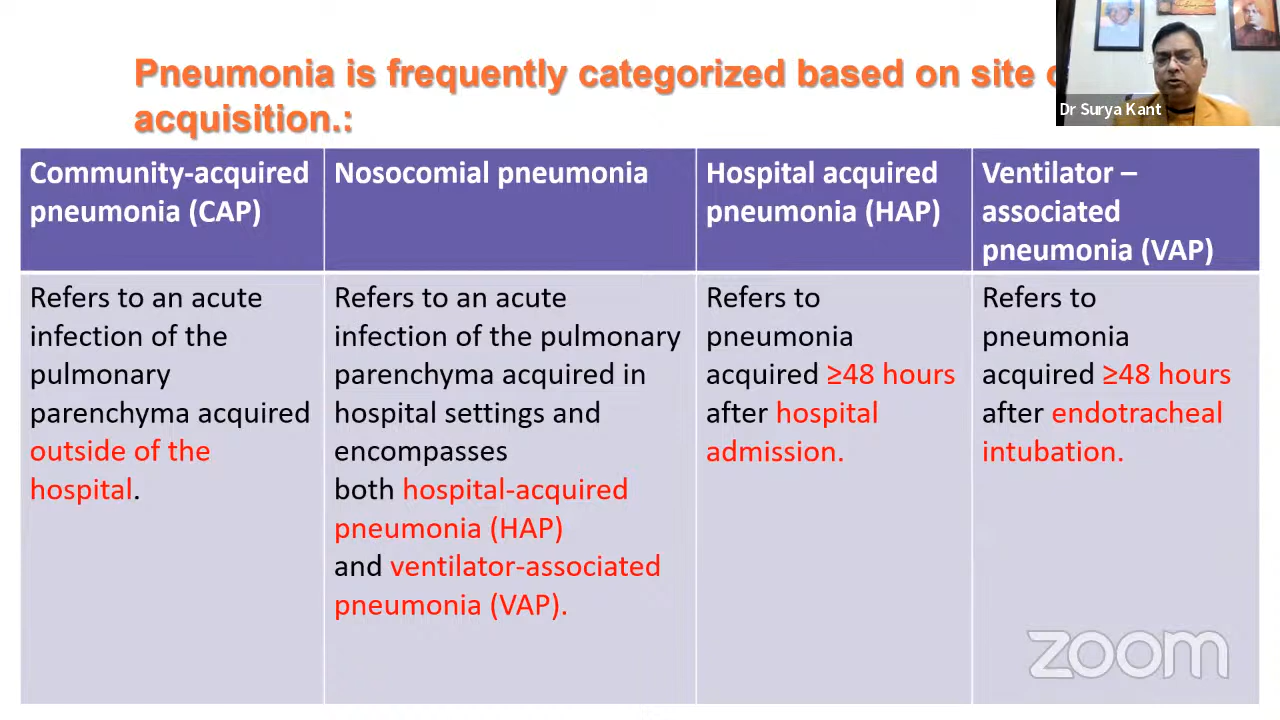 Pneumonia is frequently categorized based on site
acquisition.:
Dr Surya Kant
Community-acquired
pneumonia (CAP)
Nosocomial pneumonia
Hospital acquired
pneumonia (HAP)
Ventilator –
associated
pneumonia (VAP)
Refers to an acute
infection of the
pulmonary
parenchyma acquired
outside of the
hospital.
Refers to an acute
infection of the pulmonary
parenchyma acquired in
hospital settings and
encompasses
both hospital-acquired
pneumonia (HAP)
and ventilator-associated
pneumonia (VAP).
Refers to
pneumonia
acquired ≥48 hours
after hospital
admission.
Refers to
pneumonia
acquired ≥48 hours
after endotracheal
intubation.
zoom